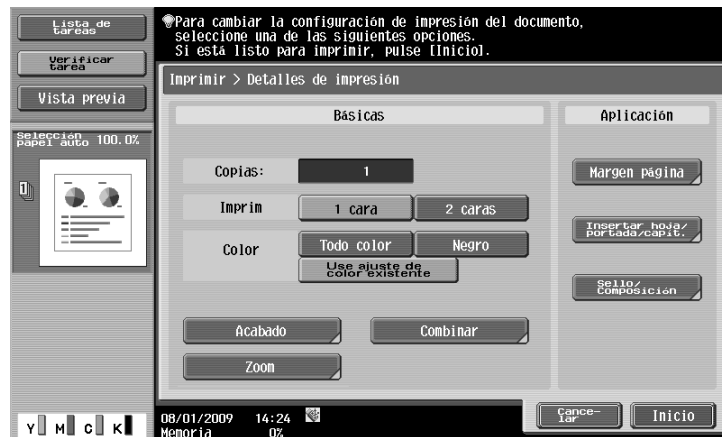 Lista de
tareas
Verificar
tarea
Vista previa
Selección
papel auto 100.0%
Para cambiar la configuración de impresión del documento,
seleccione una de las siguientes opciones.
Si está listo para imprimir, pulse [Inicio].
Imprimir > Detalles de impresión
Básicas
Aplicación
Copias:
1
Imprim
1 cara
2 caras
Color
Todo color
Negro
Use ajuste de
color existente
Acabado
Combinar
Zoom
Margen página
Insertar hoja/
portada/capit.
Sello/
Composición
Y M C K
08/01/2009 14:24
Memoria 0%
Cance-
lar
Inicio